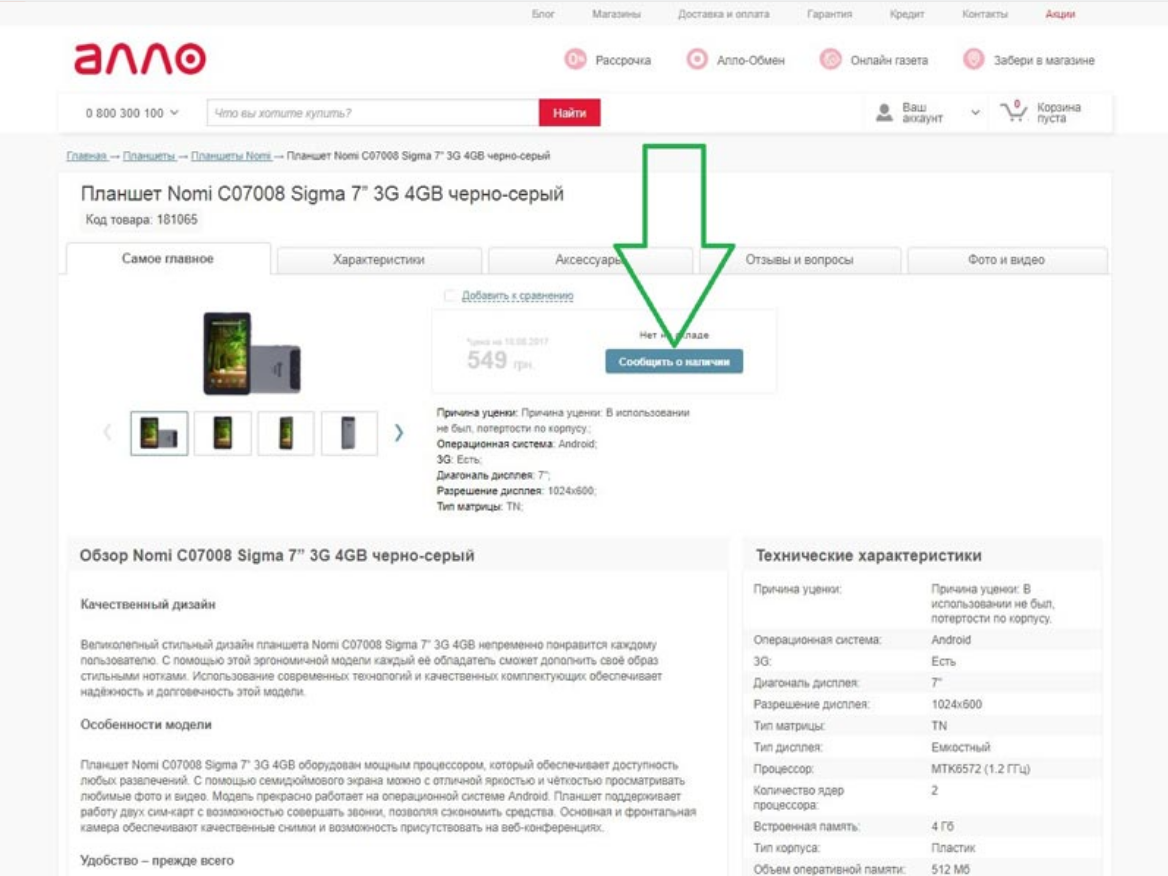 Блог Магазины Доставка и оплата Гарантия Кредит Контакты Акции
алло
0% Рассрочка Алло-Обмен Онлайн газета Забери в магазине
0 800 300 100 Что вы хотите купить? Найти Ваш аккаунт 0 Корзина пуста
Главная → Планшеты → Планшеты Nomi → Планшет Nomi C07008 Sigma 7" 3G 4GB черно-серый
Планшет Nomi C07008 Sigma 7” 3G 4GB черно-серый
Код товара: 181065
Самое главное Характеристики Аксессуары Отзывы и вопросы Фото и видео
Добавить к сравнению
Нет на складе
*цена на 10.08.2017
549 грн.
Сообщить о наличии
Причина уценки: Причина уценки: В использовании
не был, потертости по корпусу.;
Операционная система: Android;
3G: Есть;
Диагональ дисплея: 7";
Разрешение дисплея: 1024x600;
Тип матрицы: TN;
Обзор Nomi C07008 Sigma 7” 3G 4GB черно-серый
Качественный дизайн
Великолепный стильный дизайн планшета Nomi C07008 Sigma 7" 3G 4GB непременно понравится каждому
пользователю. С помощью этой эргономичной модели каждый её обладатель сможет дополнить своё образ
стильными нотками. Использование современных технологий и качественных комплектующих обеспечивает
надёжность и долговечность этой модели.
Особенности модели
Планшет Nomi C07008 Sigma 7" 3G 4GB оборудован мощным процессором, который обеспечивает доступность
любых развлечений. С помощью семидюймового экрана можно с отличной яркостью и чёткостью просматривать
любимые фото и видео. Модель прекрасно работает на операционной системе Android. Планшет поддерживает
работу двух сим-карт с возможностью совершать звонки, позволяя сэкономить средства. Основная и фронтальная
камера обеспечивают качественные снимки и возможность присутствовать на веб-конференциях.
Удобство – прежде всего
Технические характеристики
Причина уценки: Причина уценки: В
использовании не был,
потертости по корпусу.
Операционная система: Android
3G: Есть
Диагональ дисплея: 7"
Разрешение дисплея: 1024x600
Тип матрицы: TN
Тип дисплея: Емкостный
Процессор: MTK6572 (1.2 ГГц)
Количество ядер процессора: 2
Встроенная память: 4 Гб
Тип корпуса: Пластик
Объем оперативной памяти: 512 Мб